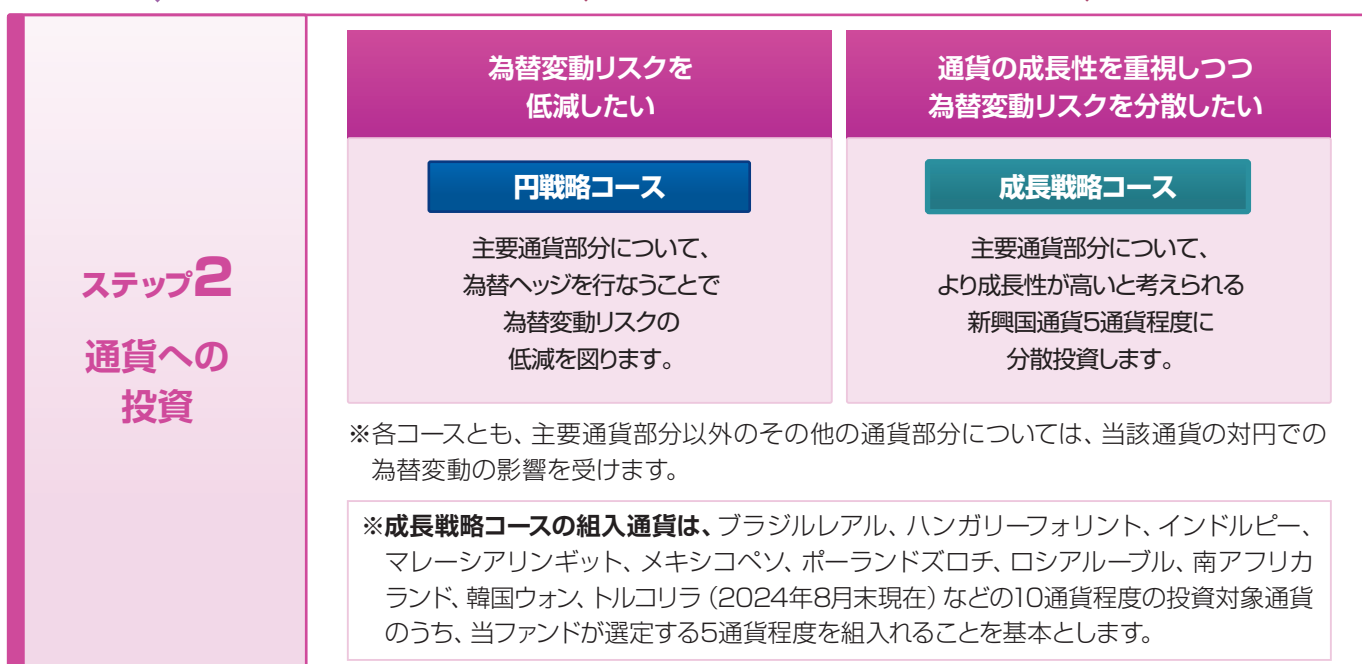 ステップ2
通貨への
投資
為替変動リスクを
低減したい
円戦略コース
主要通貨部分について、
為替ヘッジを行なうことで
為替変動リスクの
低減を図ります。
通貨の成長性を重視しつつ
為替変動リスクを分散したい
成長戦略コース
主要通貨部分について、
より成長性が高いと考えられる
新興国通貨5通貨程度に
分散投資します。
※各コースとも、主要通貨部分以外のその他の通貨部分については、当該通貨の対円での
為替変動の影響を受けます。
※成長戦略コースの組入通貨は、ブラジルレアル、ハンガリーフォリント、インドルピー、
マレーシアリンギット、メキシコペソ、ポーランドズロチ、ロシアルーブル、南アフリカ
ランド、韓国ウォン、トルコリラ（2024年8月末現在）などの10通貨程度の投資対象通貨
のうち、当ファンドが選定する5通貨程度を組入れることを基本とします。